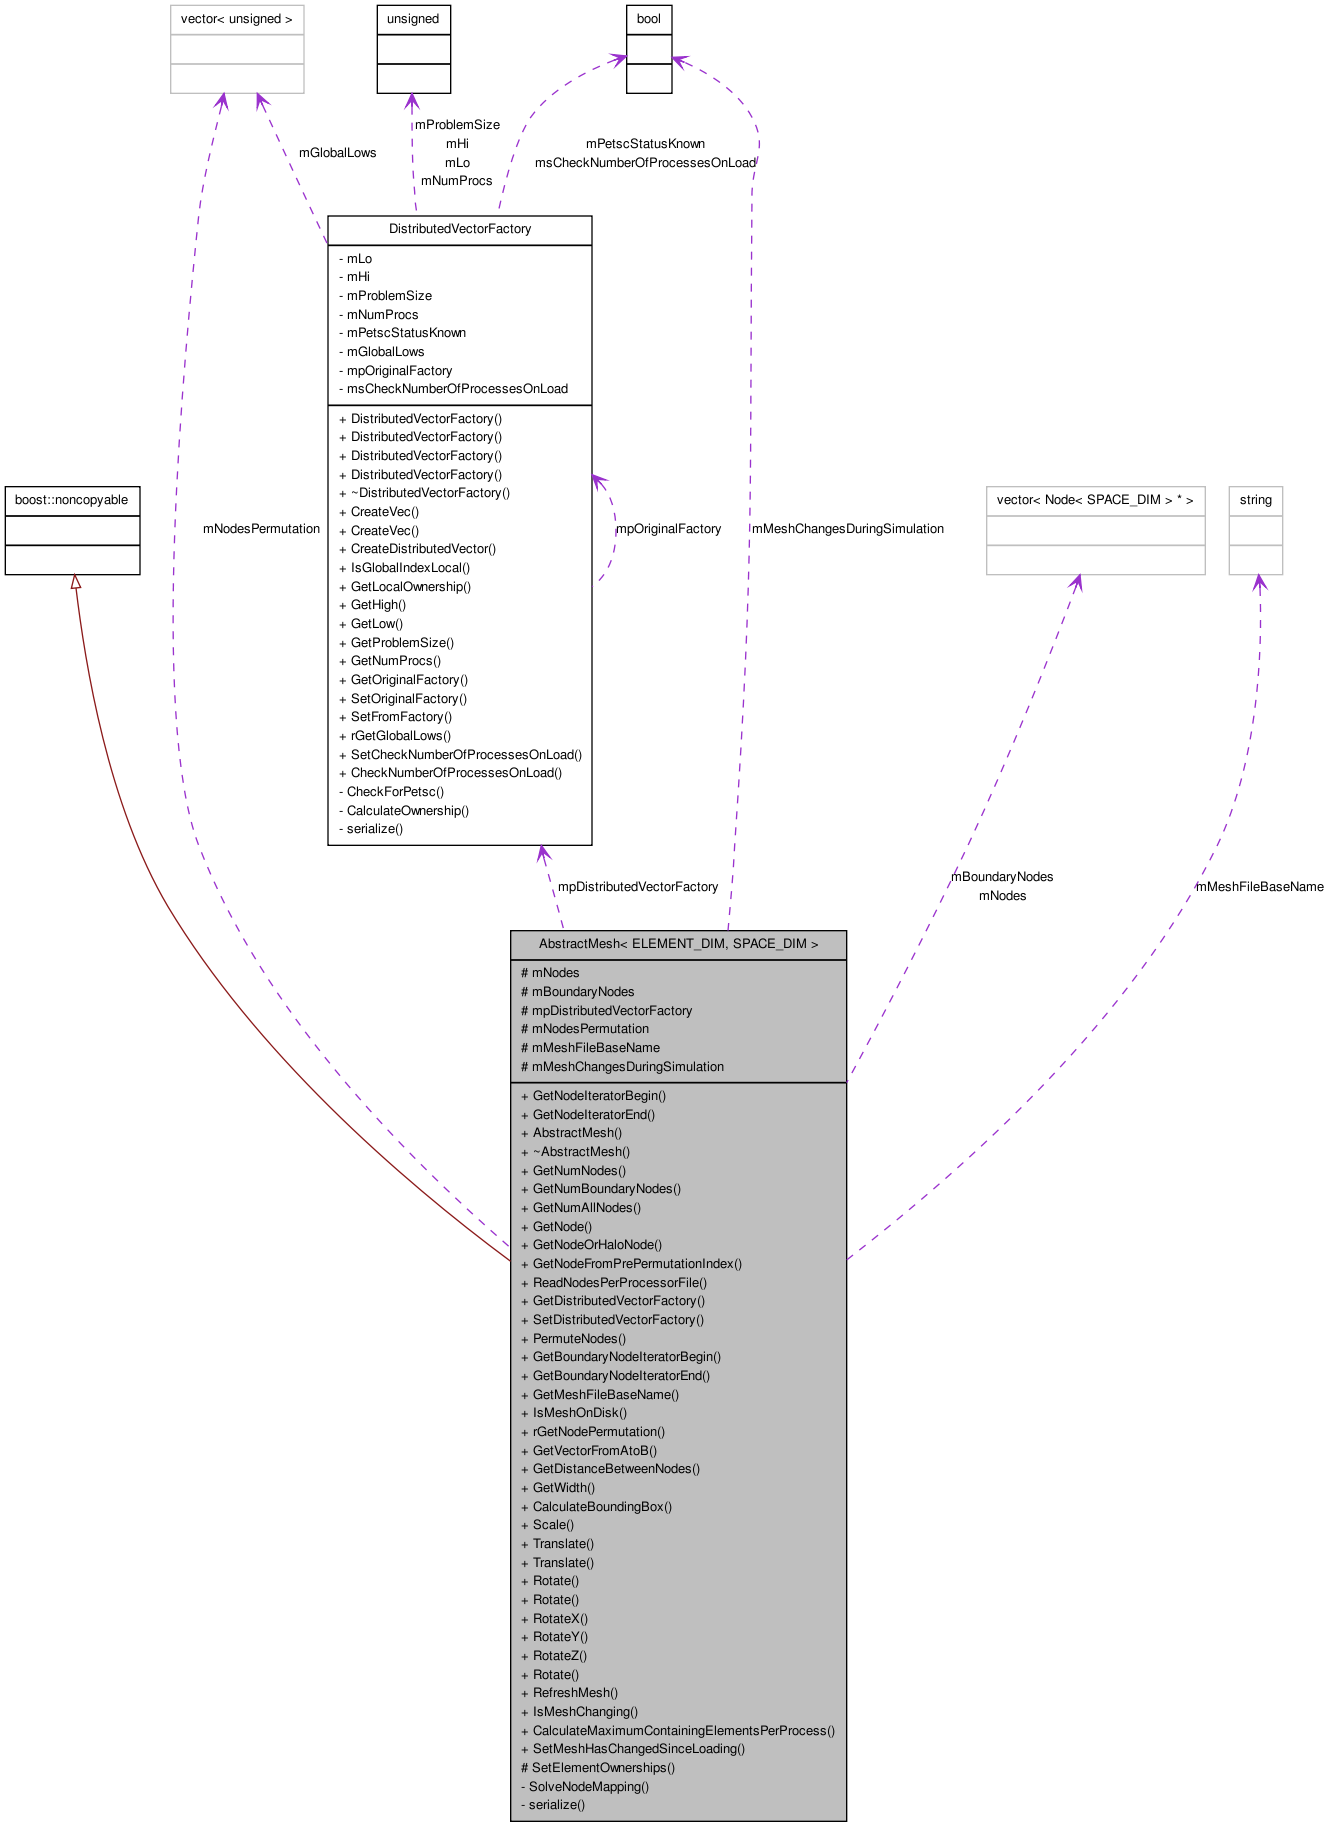 vector< unsigned >
unsigned
bool
mProblemSize
mHi
mLo
mNumProcs
mGlobalLows
mPetscStatusKnown
msCheckNumberOfProcessesOnLoad
DistributedVectorFactory
- mLo
- mHi
- mProblemSize
- mNumProcs
- mPetscStatusKnown
- mGlobalLows
- mpOriginalFactory
- msCheckNumberOfProcessesOnLoad
+ DistributedVectorFactory()
+ DistributedVectorFactory()
+ DistributedVectorFactory()
+ DistributedVectorFactory()
+ ~DistributedVectorFactory()
+ CreateVec()
+ CreateVec()
+ CreateDistributedVector()
+ IsGlobalIndexLocal()
+ GetLocalOwnership()
+ GetHigh()
+ GetLow()
+ GetProblemSize()
+ GetNumProcs()
+ GetOriginalFactory()
+ SetOriginalFactory()
+ SetFromFactory()
+ rGetGlobalLows()
+ SetCheckNumberOfProcessesOnLoad()
+ CheckNumberOfProcessesOnLoad()
- CheckForPetsc()
- CalculateOwnership()
- serialize()
boost::noncopyable
mNodesPermutation
mpOriginalFactory
mMeshChangesDuringSimulation
vector< Node< SPACE_DIM > * >
string
mpDistributedVectorFactory
mBoundaryNodes
mNodes
mMeshFileBaseName
AbstractMesh< ELEMENT_DIM, SPACE_DIM >
# mNodes
# mBoundaryNodes
# mpDistributedVectorFactory
# mNodesPermutation
# mMeshFileBaseName
# mMeshChangesDuringSimulation
+ GetNodeIteratorBegin()
+ GetNodeIteratorEnd()
+ AbstractMesh()
+ ~AbstractMesh()
+ GetNumNodes()
+ GetNumBoundaryNodes()
+ GetNumAllNodes()
+ GetNode()
+ GetNodeOrHaloNode()
+ GetNodeFromPrePermutationIndex()
+ ReadNodesPerProcessorFile()
+ GetDistributedVectorFactory()
+ SetDistributedVectorFactory()
+ PermuteNodes()
+ GetBoundaryNodeIteratorBegin()
+ GetBoundaryNodeIteratorEnd()
+ GetMeshFileBaseName()
+ IsMeshOnDisk()
+ rGetNodePermutation()
+ GetVectorFromAtoB()
+ GetDistanceBetweenNodes()
+ GetWidth()
+ CalculateBoundingBox()
+ Scale()
+ Translate()
+ Translate()
+ Rotate()
+ Rotate()
+ RotateX()
+ RotateY()
+ RotateZ()
+ Rotate()
+ RefreshMesh()
+ IsMeshChanging()
+ CalculateMaximumContainingElementsPerProcess()
+ SetMeshHasChangedSinceLoading()
# SetElementOwnerships()
- SolveNodeMapping()
- serialize()